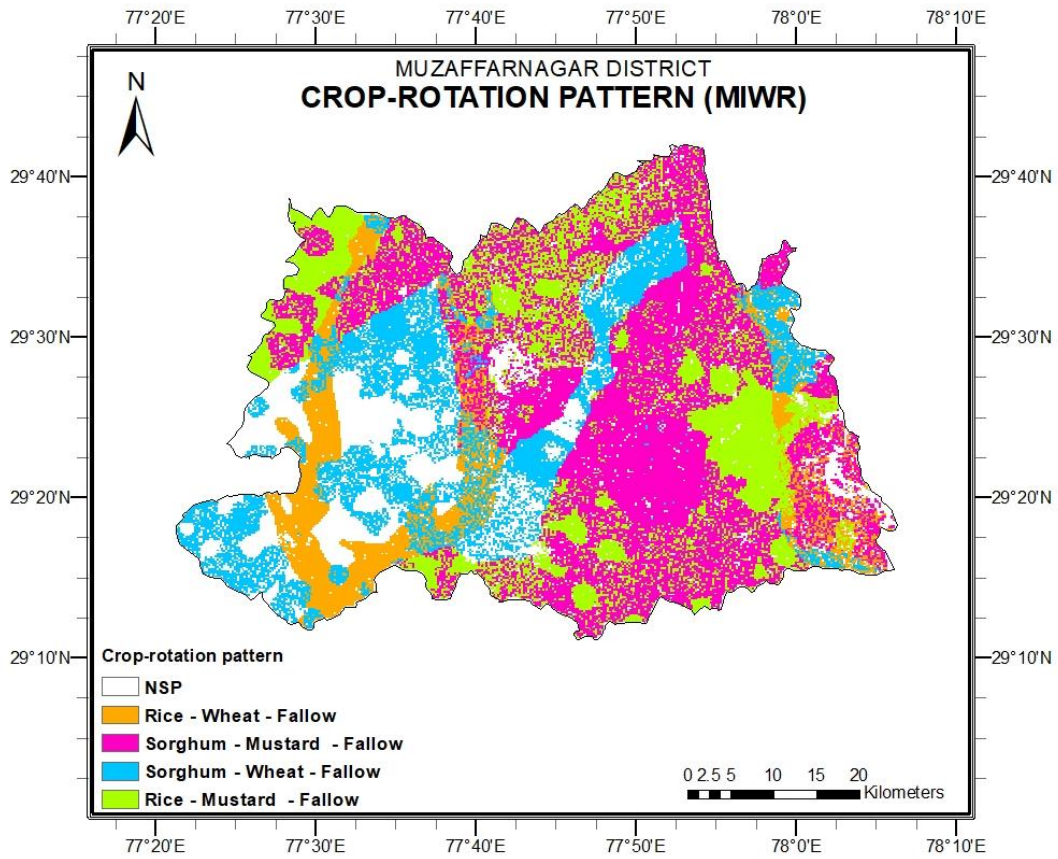 77°20'E 77°30'E 77°40'E 77°50'E 78°0'E 78°10'E
N
MUZAFFARNAGAR DISTRICT
CROP-ROTATION PATTERN (MIWR)
29°40'N 29°40'N
29°30'N 29°30'N
29°20'N 29°20'N
29°10'N 29°10'N
Crop-rotation pattern
NSP
Rice - Wheat - Fallow
Sorghum - Mustard - Fallow
Sorghum - Wheat - Fallow
Rice - Mustard - Fallow
0 2.5 5 10 15 20
Kilometers
77°20'E 77°30'E 77°40'E 77°50'E 78°0'E 78°10'E